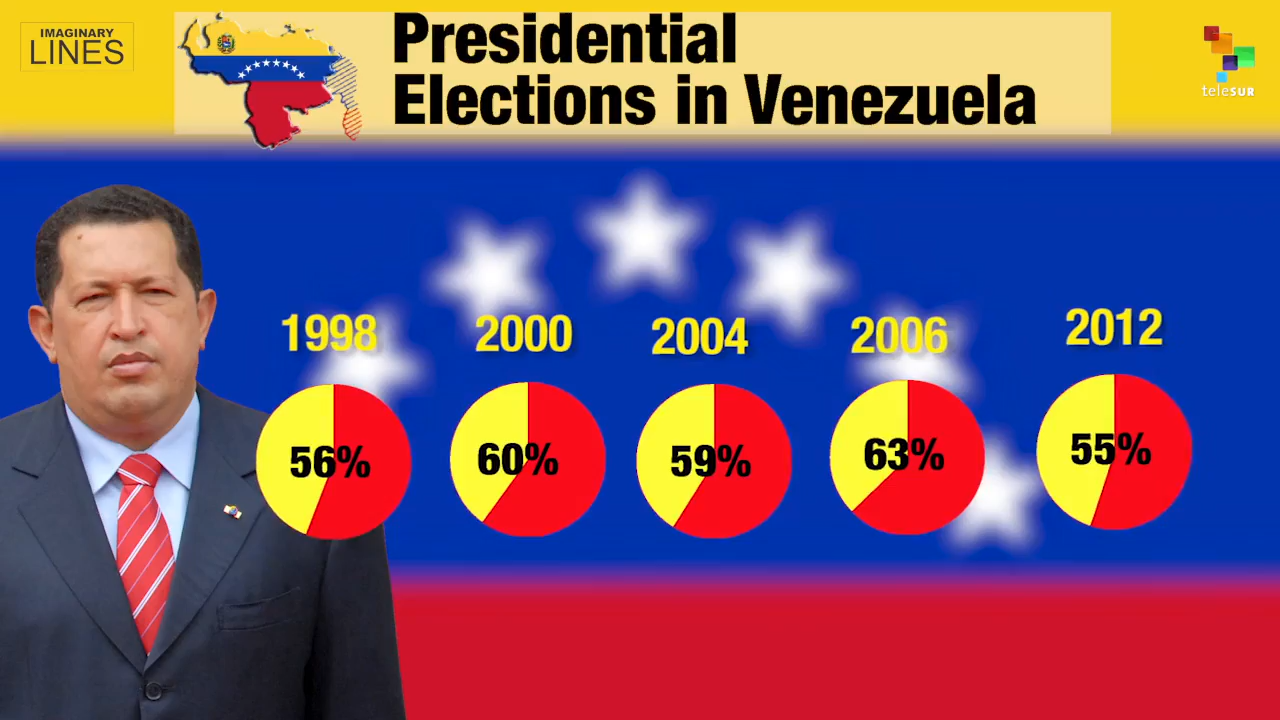 IMAGINARY
LINES
Presidential
Elections in Venezuela
teleSUR
1998
2000
2004
2006
2012
56%
60%
59%
63%
55%